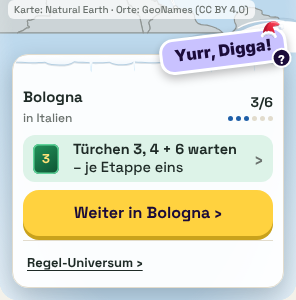 Karte: Natural Earth · Orte: GeoNames (CC BY 4.0)
Yurr, Digga!
?
Bologna
3/6
in Italien
3
Türchen 3, 4 + 6 warten
– je Etappe eins
>
Weiter in Bologna >
Regel-Universum >